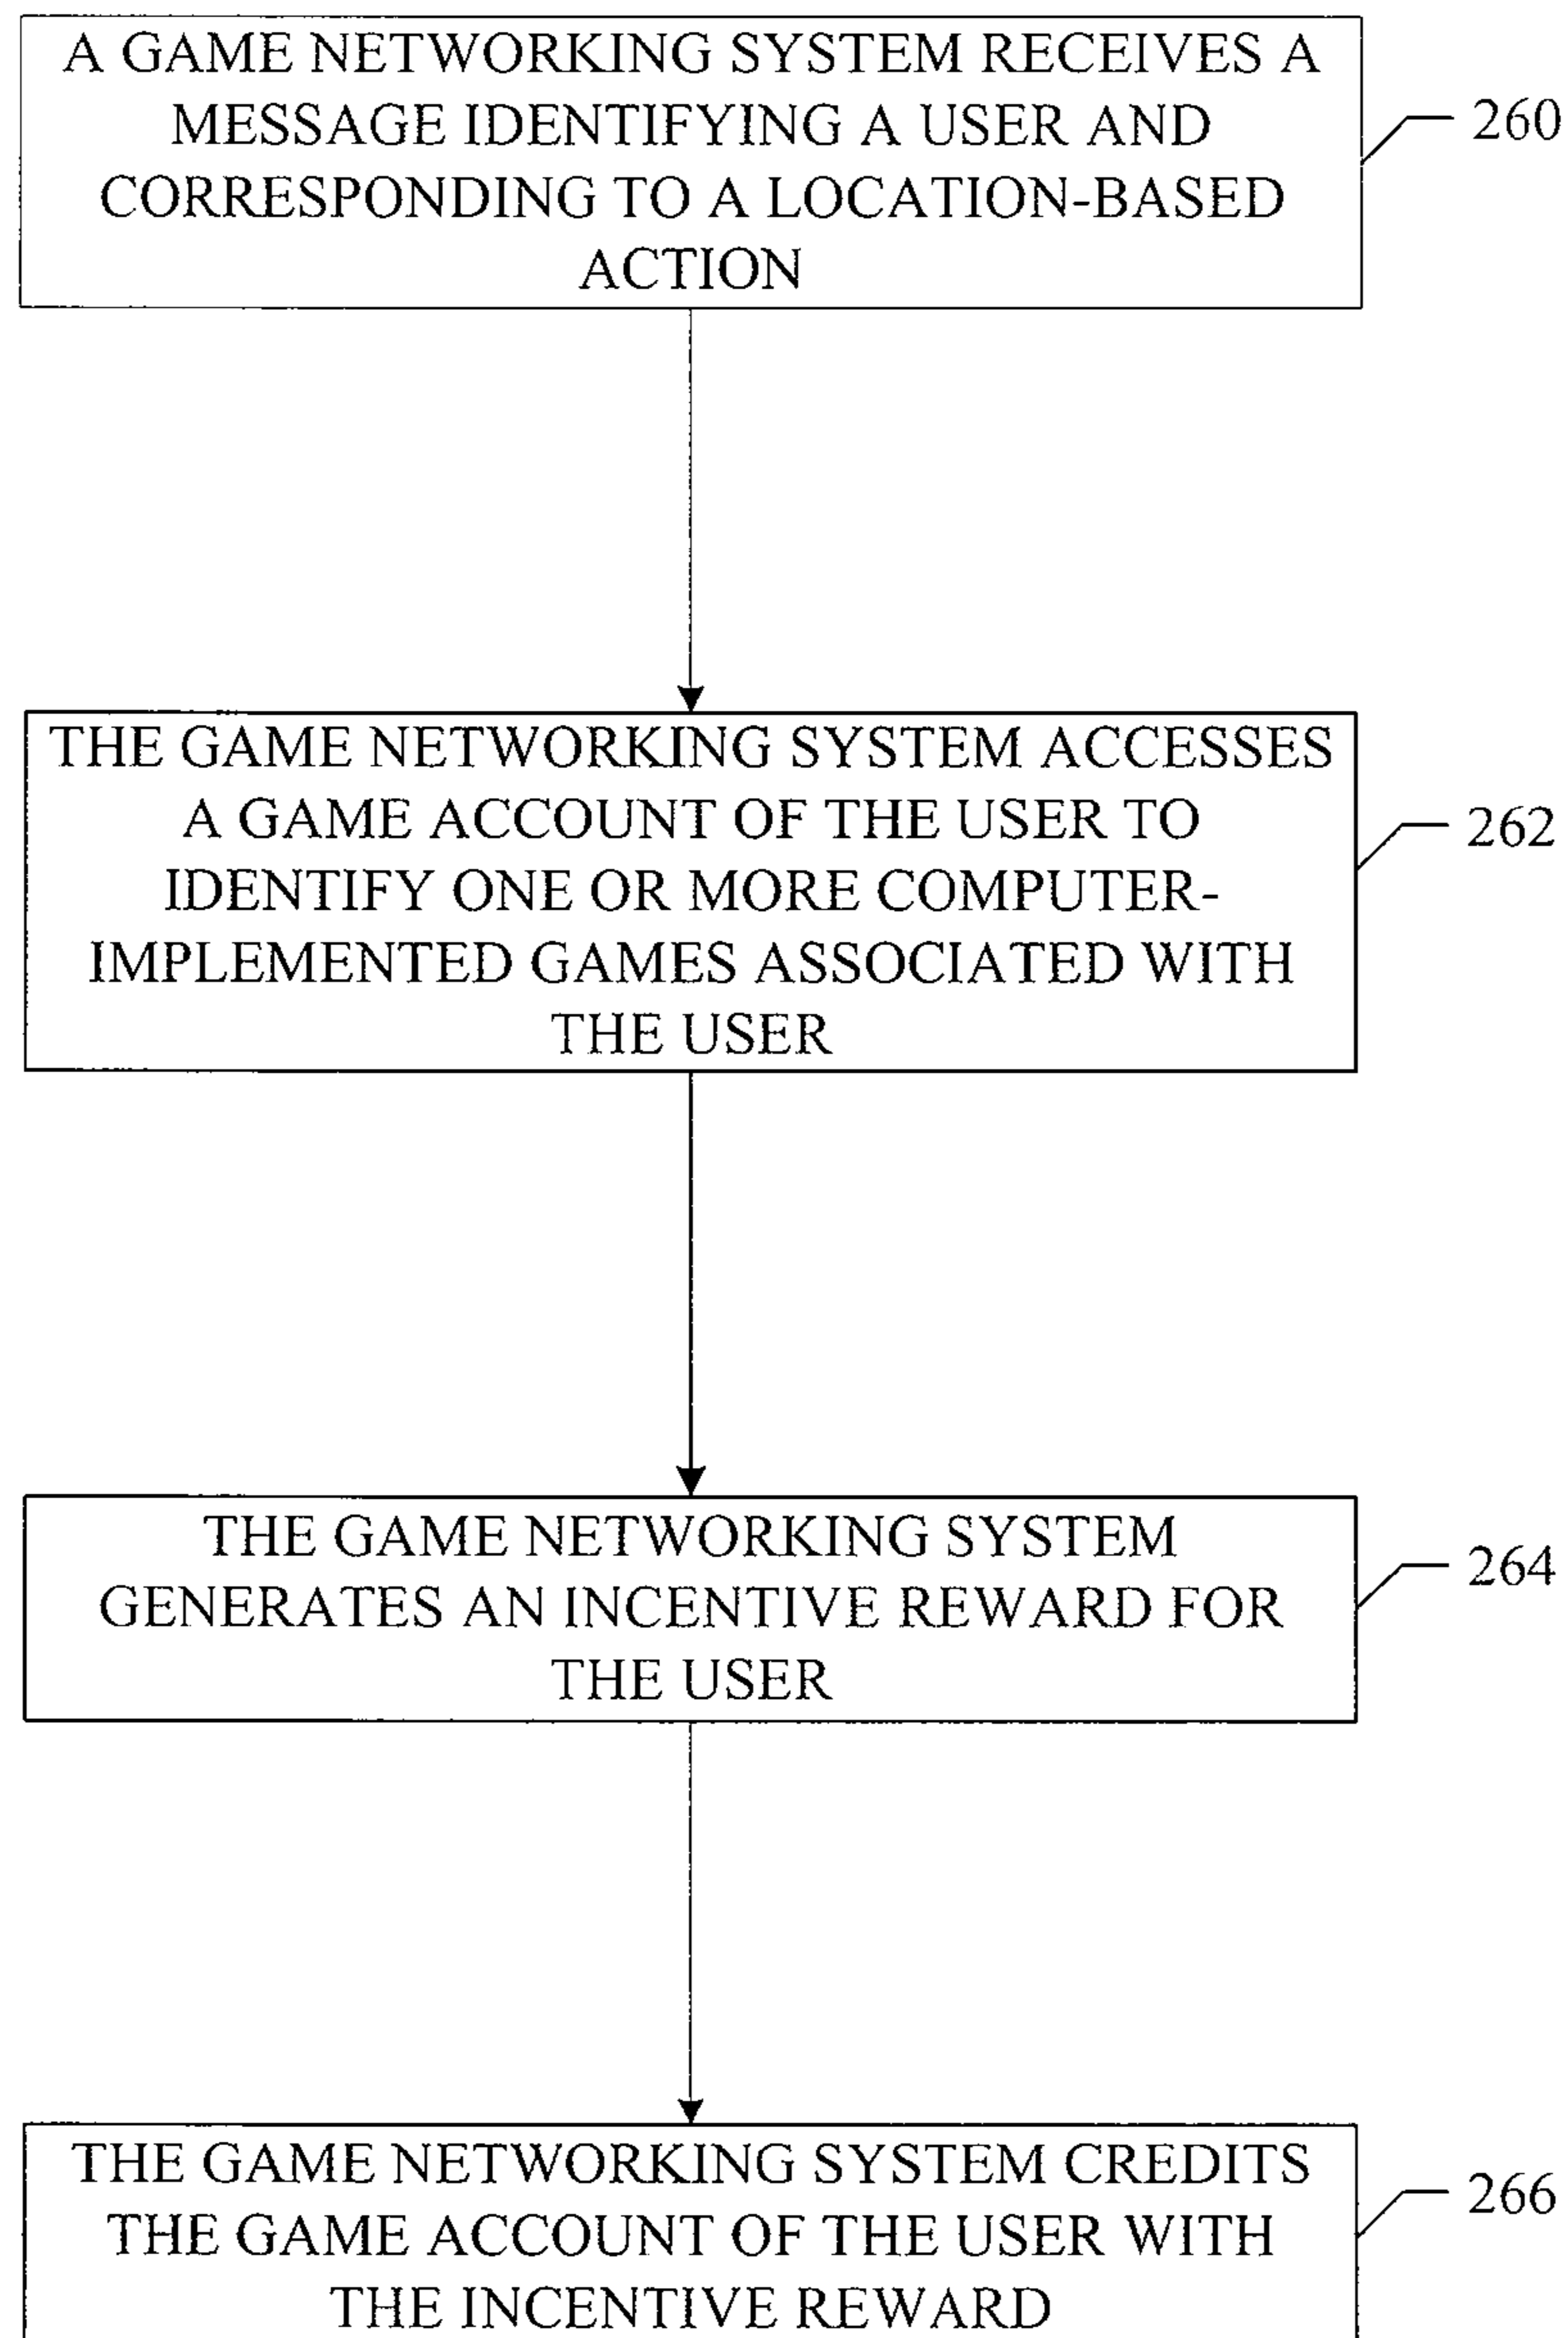 A GAME NETWORKING SYSTEM RECEIVES A
MESSAGE IDENTIFYING A USER AND
CORRESPONDING TO A LOCATION-BASED
ACTION
260
THE GAME NETWORKING SYSTEM ACCESSES
A GAME ACCOUNT OF THE USER TO
IDENTIFY ONE OR MORE COMPUTER-
IMPLEMENTED GAMES ASSOCIATED WITH
THE USER
262
THE GAME NETWORKING SYSTEM
GENERATES AN INCENTIVE REWARD FOR
THE USER
264
THE GAME NETWORKING SYSTEM CREDITS
THE GAME ACCOUNT OF THE USER WITH
THE INCENTIVE REWARD
266